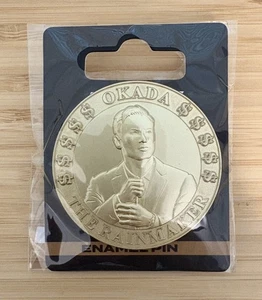 OKADA
$$$$$ $$$$$
THE RAINMAKER
ENAMEL PIN